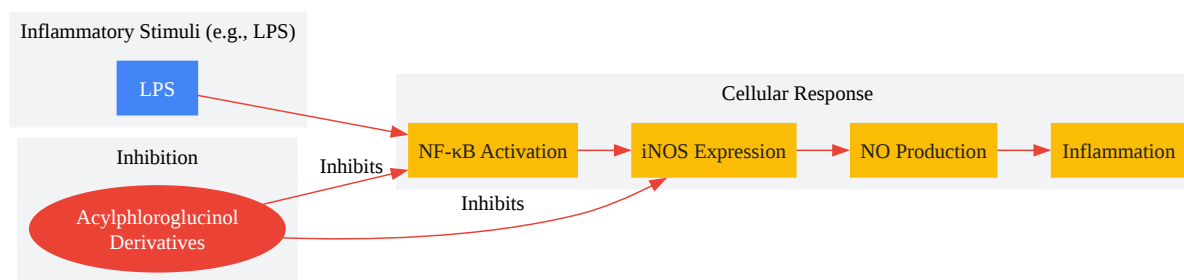 Inflammatory Stimuli (e.g., LPS)
LPS
Cellular Response
NF-κB Activation
iNOS Expression
NO Production
Inflammation
Inhibition
Inhibits
Inhibits
Acylphloroglucinol
Derivatives